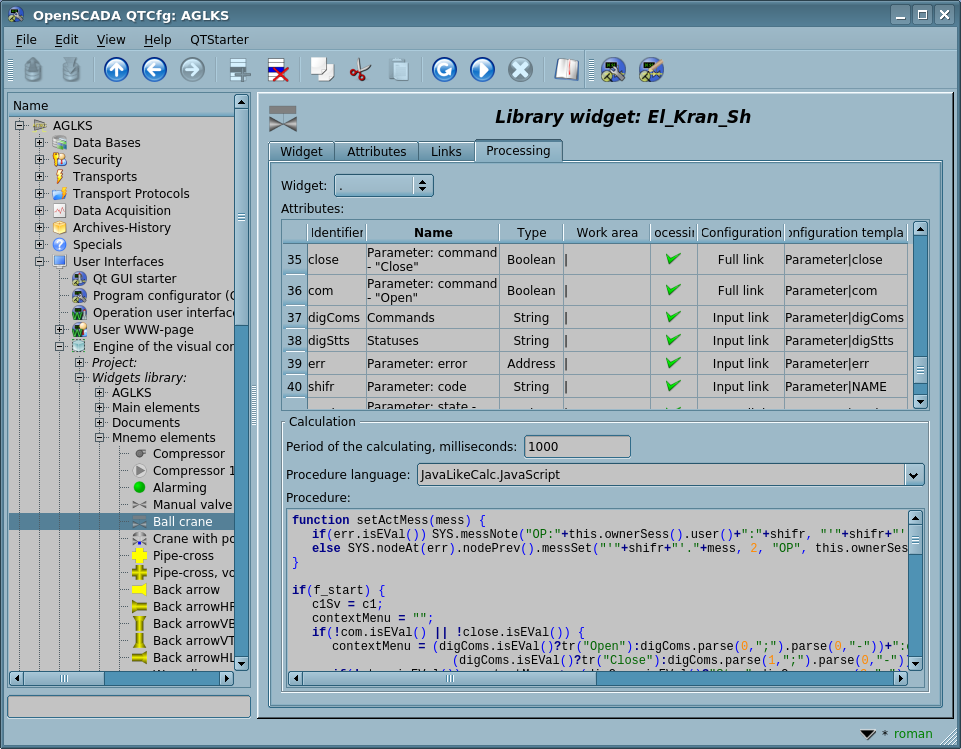 OpenSCADA QTCfg: AGLKS
File Edit View Help QTStarter
Name
AGLKS
Data Bases
Security
Transports
Transport Protocols
Data Acquisition
Archives-History
Specials
User Interfaces
Qt GUI starter
Program configurator (
Operation user interface
User WWW-page
Engine of the visual con
Project:
Widgets library:
AGLKS
Main elements
Documents
Mnemo elements
Compressor
Compressor 1
Alarming
Manual valve
Ball crane
Crane with po
Pipe-cross
Pipe-cross, vo
Back arrow
Back arrowHR
Back arrowVB
Back arrowVT
Back arrowHL
Library widget: El_Kran_Sh
Widget Attributes Links Processing
Widget: .
Attributes:
Identifier Name Type Work area ocessin Configuration onfiguration templa
35 close Parameter: command - "Close" Boolean | Full link Parameter|close
36 com Parameter: command - "Open" Boolean | Full link Parameter|com
37 digComs Commands String | Input link Parameter|digComs
38 digStts Statuses String | Input link Parameter|digStts
39 err Parameter: error Address | Input link Parameter|err
40 shifr Parameter: code String | Input link Parameter|NAME
Parameter: state -
Calculation
Period of the calculating, milliseconds: 1000
Procedure language: JavaLikeCalc.JavaScript
Procedure:
function setActMess(mess) {
if(err.isEVal()) SYS.messNote("OP:"+this.ownerSess().user()+":"+shifr, "'"+shifr+"'
else SYS.nodeAt(err).nodePrev().messSet("'"+shifr+"'."+mess, 2, "OP", this.ownerSes
}
if(f_start) {
c1Sv = c1;
contextMenu = "";
if(!com.isEVal() || !close.isEVal()) {
contextMenu = (digComs.isEVal()?tr("Open"):digComs.parse(0,";").parse(0,"-"))+":
(digComs.isEVal()?tr("Close"):digComs.parse(1,";").parse(0,"-")
* roman